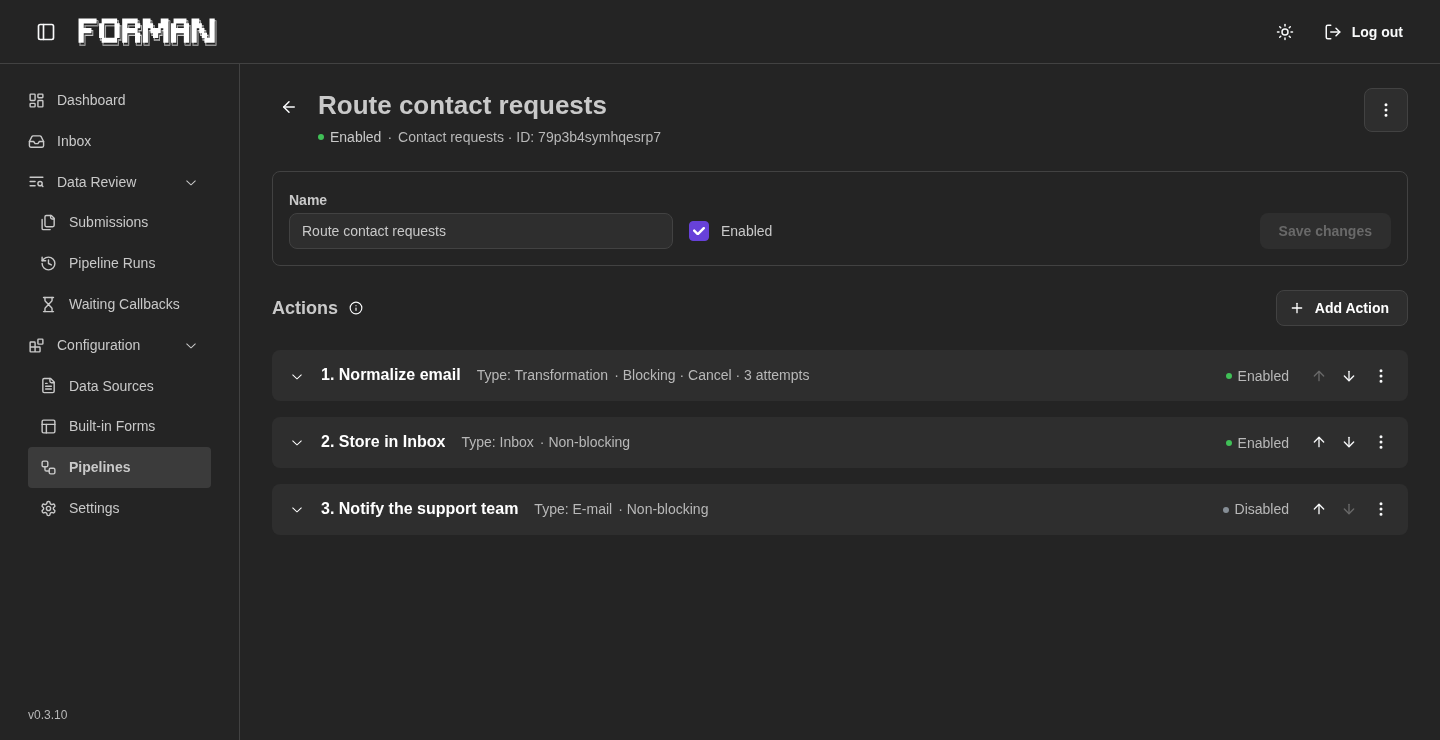 FORMAN
Log out
Dashboard
Inbox
Data Review
Submissions
Pipeline Runs
Waiting Callbacks
Configuration
Data Sources
Built-in Forms
Pipelines
Settings
v0.3.10
Route contact requests
Enabled · Contact requests · ID: 79p3b4symhqesrp7
Name
Route contact requests
Enabled
Save changes
Actions
Add Action
1. Normalize email Type: Transformation · Blocking · Cancel · 3 attempts Enabled
2. Store in Inbox Type: Inbox · Non-blocking Enabled
3. Notify the support team Type: E-mail · Non-blocking Disabled